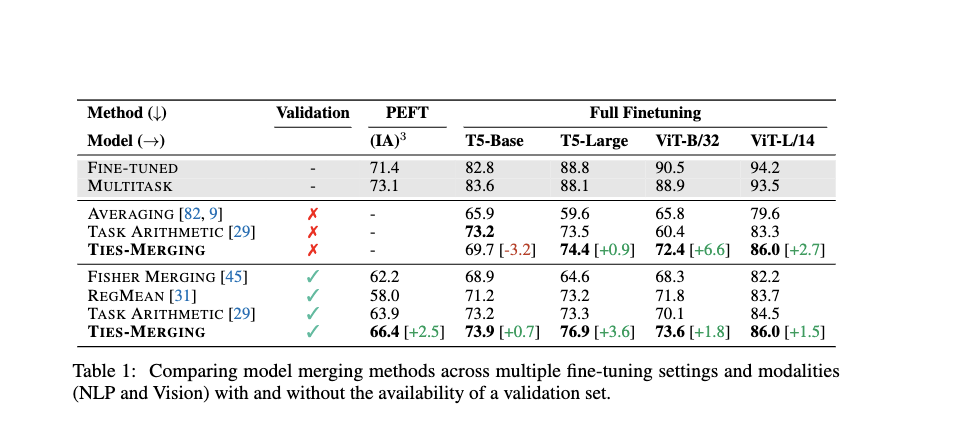 Method (↓) Validation PEFT Full Finetuning
Model (→) (IA)³ T5-Base T5-Large ViT-B/32 ViT-L/14
FINE-TUNED - 71.4 82.8 88.8 90.5 94.2
MULTITASK - 73.1 83.6 88.1 88.9 93.5
AVERAGING [82, 9] ✗ - 65.9 59.6 65.8 79.6
TASK ARITHMETIC [29] ✗ - 73.2 73.5 60.4 83.3
TIES-MERGING ✗ - 69.7 [-3.2] 74.4 [+0.9] 72.4 [+6.6] 86.0 [+2.7]
FISHER MERGING [45] ✓ 62.2 68.9 64.6 68.3 82.2
REGMEAN [31] ✓ 58.0 71.2 73.2 71.8 83.7
TASK ARITHMETIC [29] ✓ 63.9 73.2 73.3 70.1 84.5
TIES-MERGING ✓ 66.4 [+2.5] 73.9 [+0.7] 76.9 [+3.6] 73.6 [+1.8] 86.0 [+1.5]
Table 1: Comparing model merging methods across multiple fine-tuning settings and modalities
(NLP and Vision) with and without the availability of a validation set.